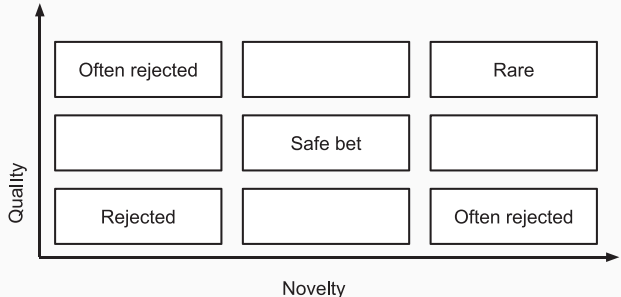 Often rejected
Rare
Safe bet
Rejected
Often rejected
Quality
Novelty